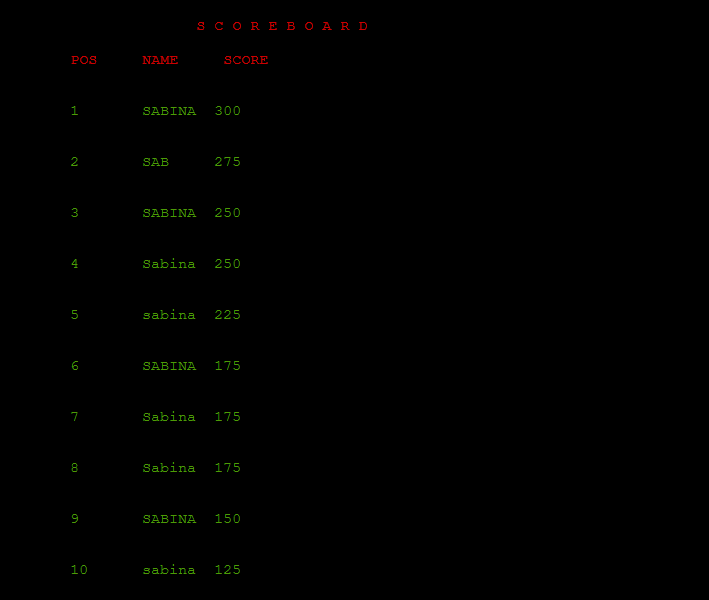 S C O R E B O A R D
POS NAME SCORE
1 SABINA 300
2 SAB 275
3 SABINA 250
4 Sabina 250
5 sabina 225
6 SABINA 175
7 Sabina 175
8 Sabina 175
9 SABINA 150
10 sabina 125